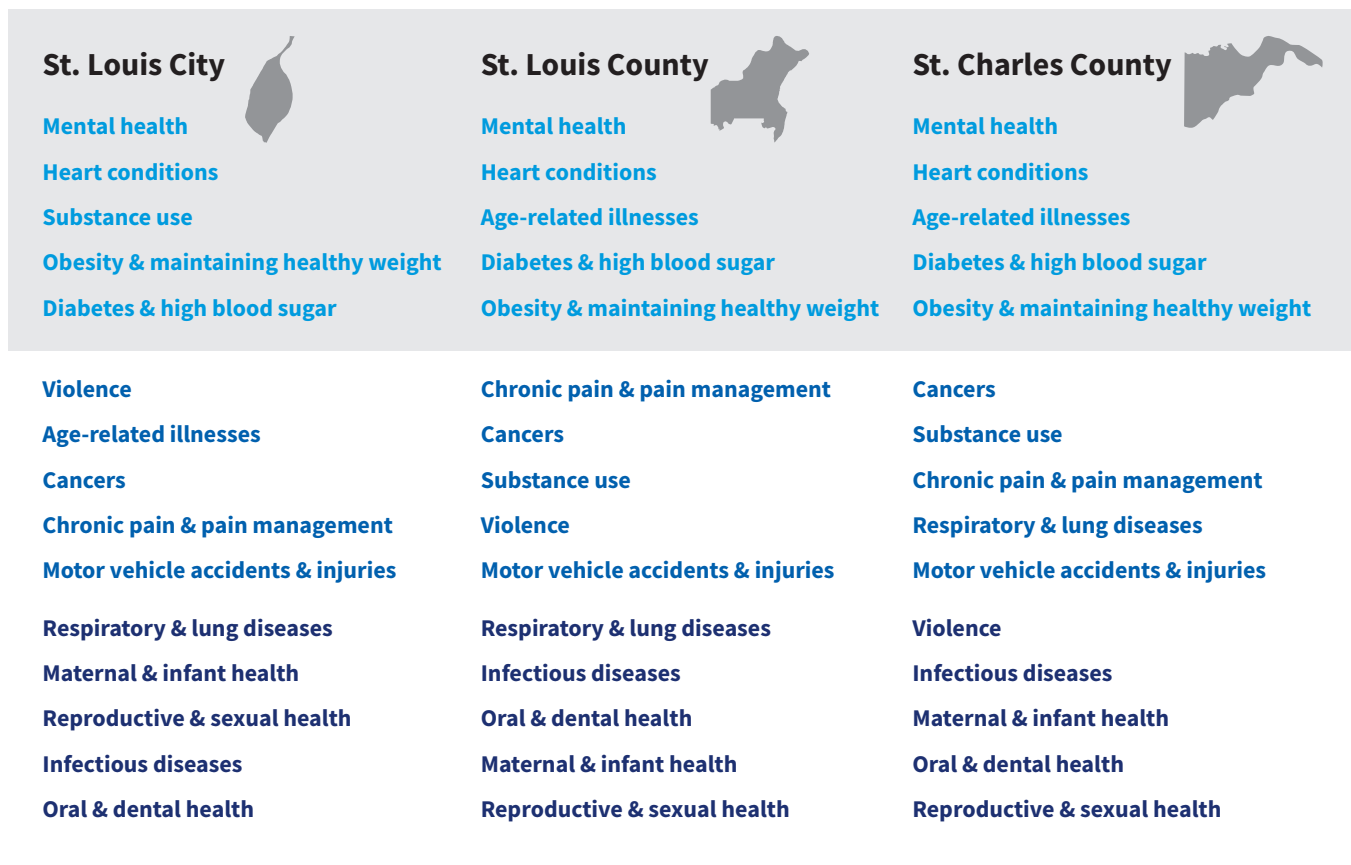 St. Louis City
Mental health
Heart conditions
Substance use
Obesity & maintaining healthy weight
Diabetes & high blood sugar
Violence
Age-related illnesses
Cancers
Chronic pain & pain management
Motor vehicle accidents & injuries
Respiratory & lung diseases
Maternal & infant health
Reproductive & sexual health
Infectious diseases
Oral & dental health
St. Louis County
Mental health
Heart conditions
Age-related illnesses
Diabetes & high blood sugar
Obesity & maintaining healthy weight
Chronic pain & pain management
Cancers
Substance use
Violence
Motor vehicle accidents & injuries
Respiratory & lung diseases
Infectious diseases
Oral & dental health
Maternal & infant health
Reproductive & sexual health
St. Charles County
Mental health
Heart conditions
Age-related illnesses
Diabetes & high blood sugar
Obesity & maintaining healthy weight
Cancers
Substance use
Chronic pain & pain management
Respiratory & lung diseases
Motor vehicle accidents & injuries
Violence
Infectious diseases
Maternal & infant health
Oral & dental health
Reproductive & sexual health